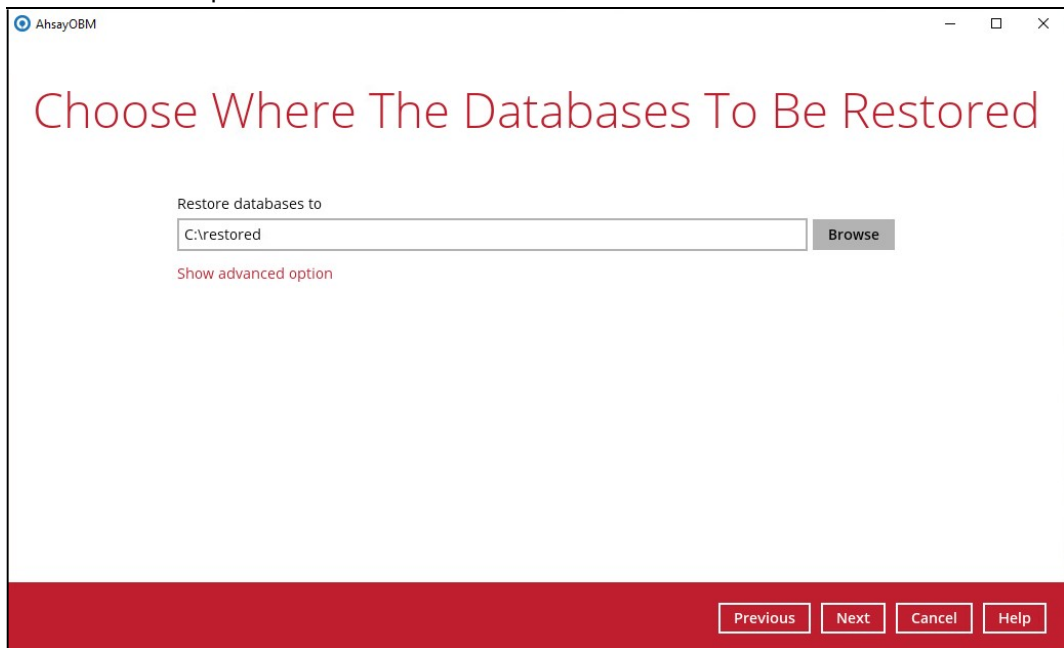 AhsayOBM
Choose Where The Databases To Be Restored
Restore databases to
C:\restored
Browse
Show advanced option
Previous
Next
Cancel
Help